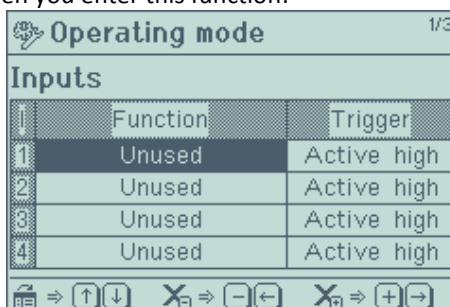 en you enter this function:
Operating mode 1/3
Inputs
I Function Trigger
1 Unused Active high
2 Unused Active high
3 Unused Active high
4 Unused Active high
⇒ ↑ ↓ X ⇒ - ← X ⇒ + →